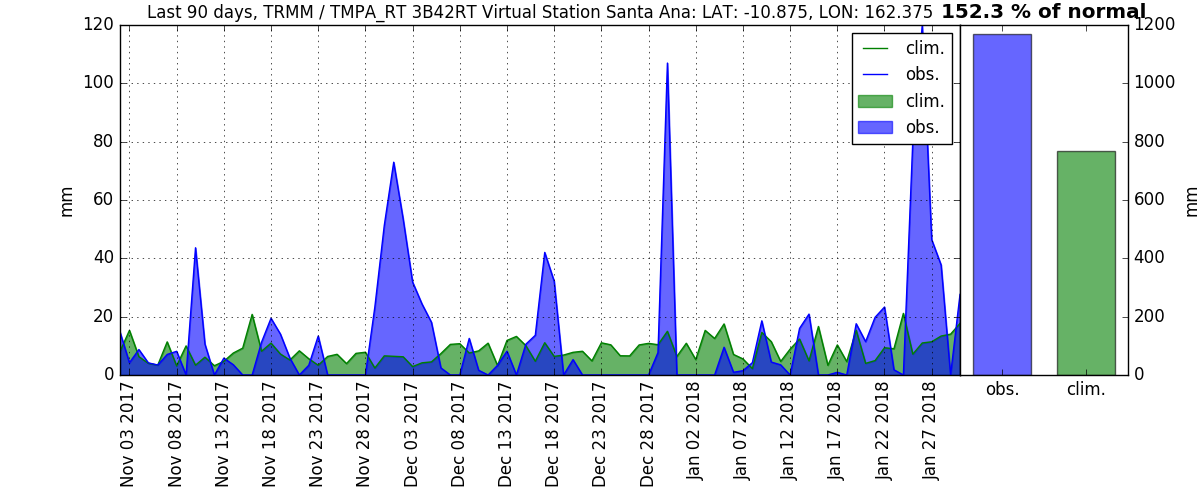 Last 90 days, TRMM / TMPA_RT 3B42RT Virtual Station Santa Ana: LAT: -10.875, LON: 162.375 152.3 % of normal
120
100
80
60
40
20
0
mm
clim.
obs.
clim.
obs.
Nov 03 2017
Nov 08 2017
Nov 13 2017
Nov 18 2017
Nov 23 2017
Nov 28 2017
Dec 03 2017
Dec 08 2017
Dec 13 2017
Dec 18 2017
Dec 23 2017
Dec 28 2017
Jan 02 2018
Jan 07 2018
Jan 12 2018
Jan 17 2018
Jan 22 2018
Jan 27 2018
1200
1000
800
600
400
200
0
mm
obs.
clim.